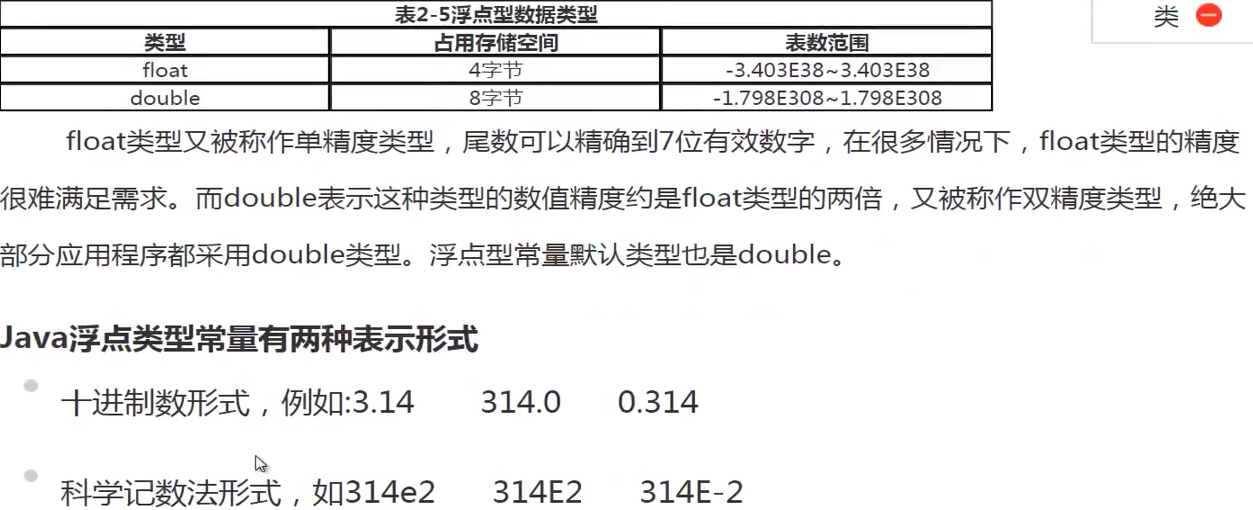 表2-5浮点型数据类型
类
类型 占用存储空间 表数范围
float 4字节 -3.403E38~3.403E38
double 8字节 -1.798E308~1.798E308
float类型又被称作单精度类型，尾数可以精确到7位有效数字，在很多情况下，float类型的精度
很难满足需求。而double表示这种类型的数值精度约是float类型的两倍，又被称作双精度类型，绝大
部分应用程序都采用double类型。浮点型常量默认类型也是double。
Java浮点类型常量有两种表示形式
十进制数形式，例如:3.14 314.0 0.314
科学记数法形式，如314e2 314E2 314E-2